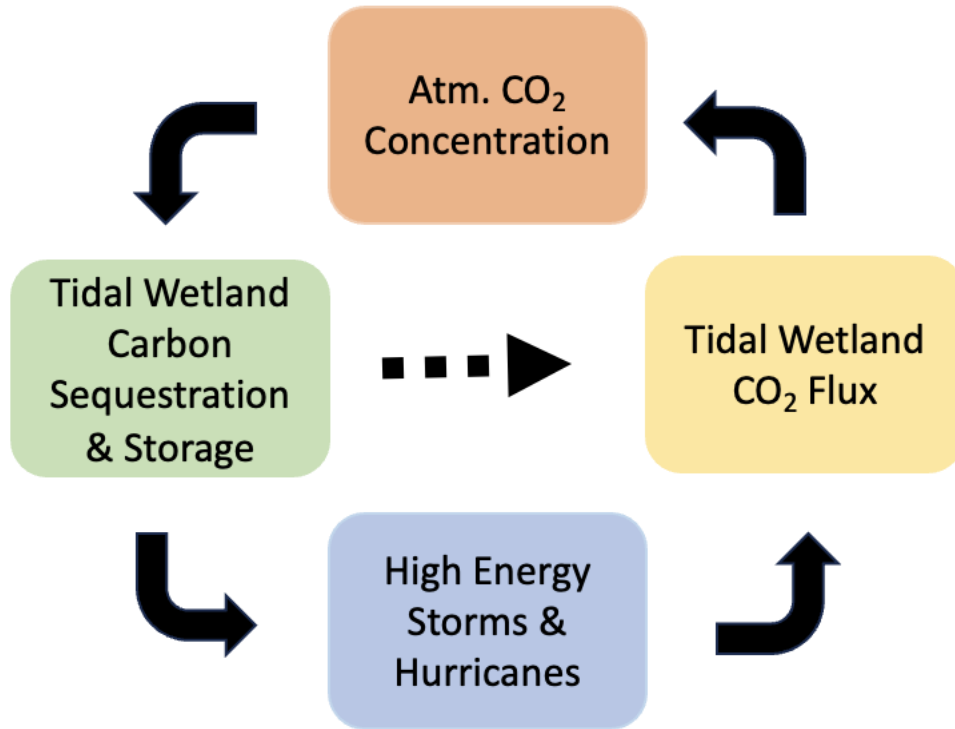 Atm. CO₂
Concentration
Tidal Wetland
Carbon
Sequestration
& Storage
Tidal Wetland
CO₂ Flux
High Energy
Storms &
Hurricanes